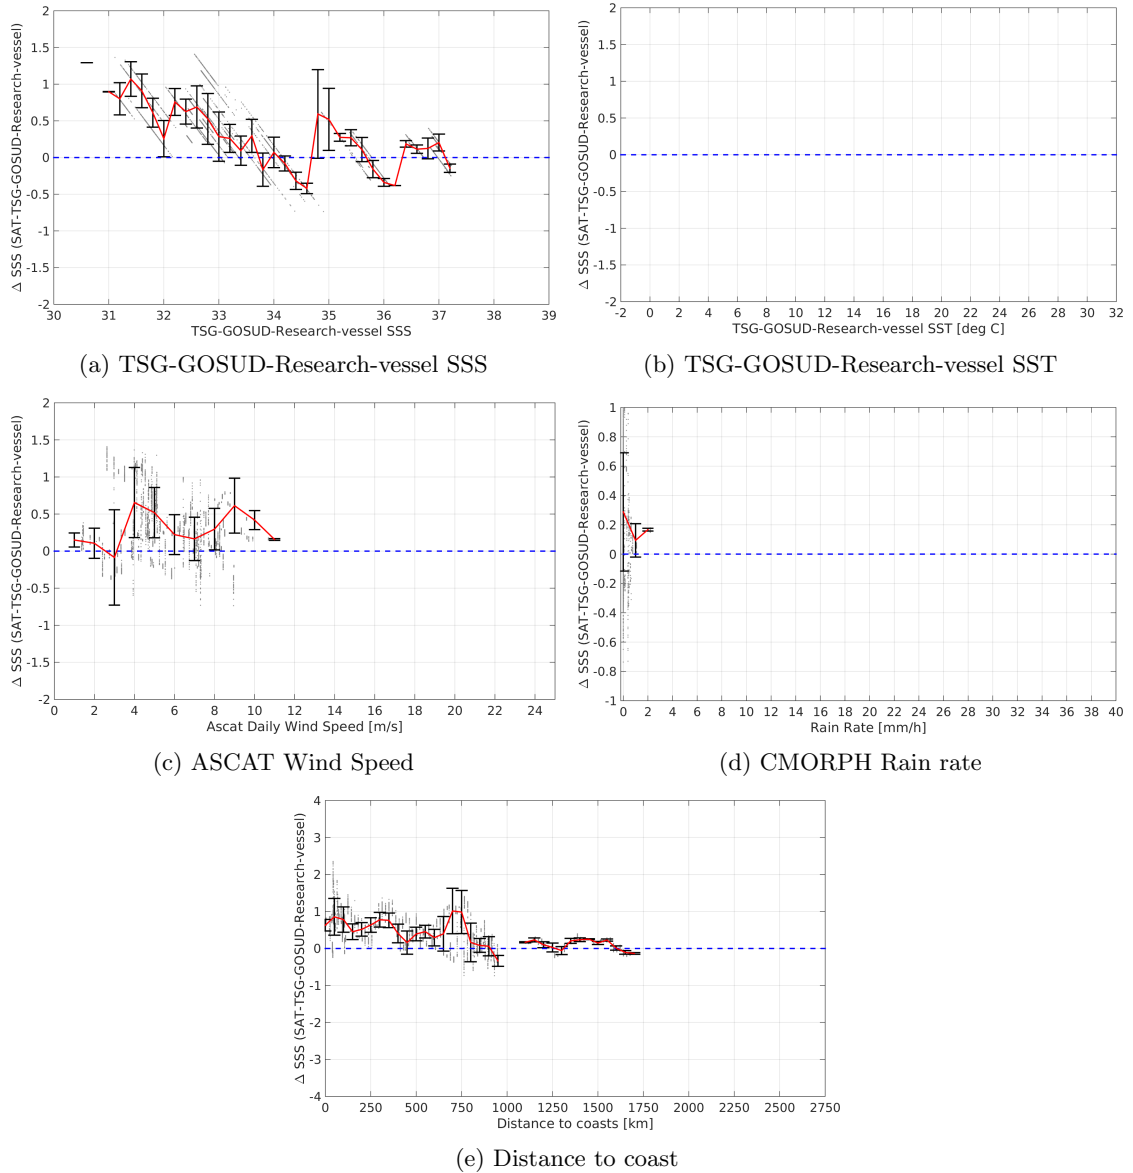 Δ SSS (SAT-TSG-GOSUD-Research-vessel)
2
1.5
1
0.5
0
-0.5
-1
-1.5
-2
30 31 32 33 34 35 36 37 38 39
TSG-GOSUD-Research-vessel SSS
(a) TSG-GOSUD-Research-vessel SSS
Δ SSS (SAT-TSG-GOSUD-Research-vessel)
2
1.5
1
0.5
0
-0.5
-1
-1.5
-2
-2 0 2 4 6 8 10 12 14 16 18 20 22 24 26 28 30 32
TSG-GOSUD-Research-vessel SST [deg C]
(b) TSG-GOSUD-Research-vessel SST
Δ SSS (SAT-TSG-GOSUD-Research-vessel)
2
1.5
1
0.5
0
-0.5
-1
-1.5
-2
0 2 4 6 8 10 12 14 16 18 20 22 24
Ascat Daily Wind Speed [m/s]
(c) ASCAT Wind Speed
Δ SSS (SAT-TSG-GOSUD-Research-vessel)
1
0.8
0.6
0.4
0.2
0
-0.2
-0.4
-0.6
-0.8
-1
0 2 4 6 8 10 12 14 16 18 20 22 24 26 28 30 32 34 36 38 40
Rain Rate [mm/h]
(d) CMORPH Rain rate
Δ SSS (SAT-TSG-GOSUD-Research-vessel)
4
3
2
1
0
-1
-2
-3
-4
0 250 500 750 1000 1250 1500 1750 2000 2250 2500 2750
Distance to coasts [km]
(e) Distance to coast